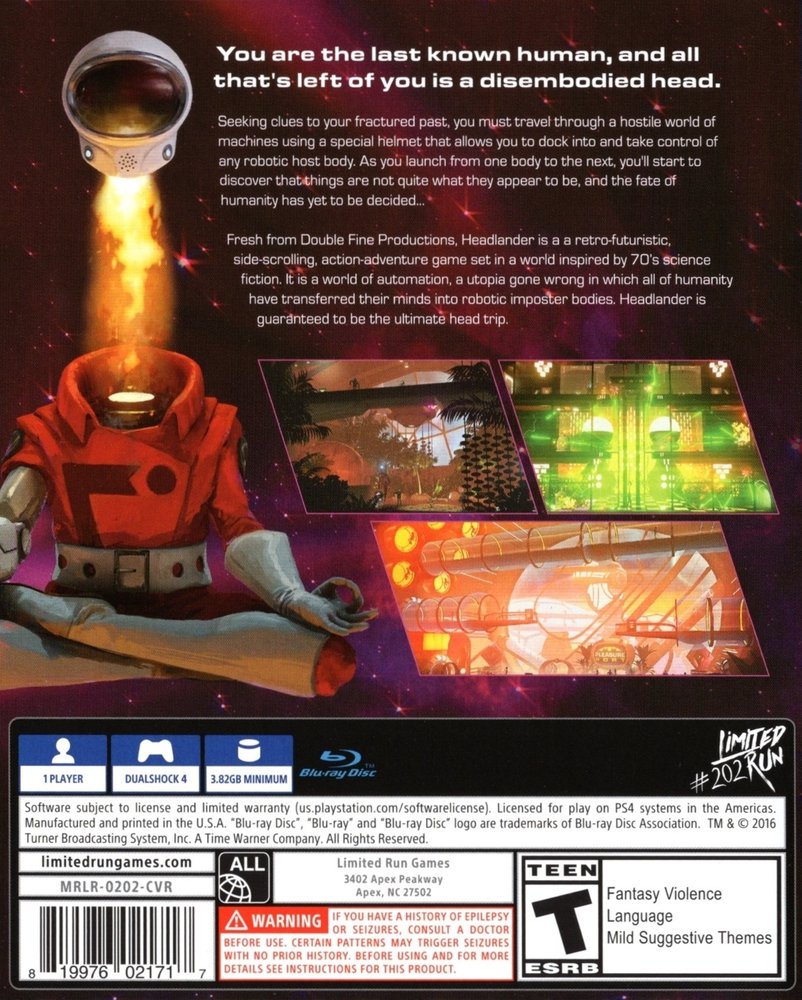 You are the last known human, and all
that's left of you is a disembodied head.
Seeking clues to your fractured past, you must travel through a hostile world of
machines using a special helmet that allows you to dock into and take control of
any robotic host body. As you launch from one body to the next, you'll start to
discover that things are not quite what they appear to be, and the fate of
humanity has yet to be decided...
Fresh from Double Fine Productions, Headlander is a a retro-futuristic,
side-scrolling, action-adventure game set in a world inspired by 70's science
fiction. It is a world of automation, a utopia gone wrong in which all of humanity
have transferred their minds into robotic imposter bodies. Headlander is
guaranteed to be the ultimate head trip.
PLEASURE
LIMITED
RUN
#202
1 PLAYER
DUALSHOCK 4
3.82GB MINIMUM
Blu-ray Disc™
Software subject to license and limited warranty (us.playstation.com/softwarelicense). Licensed for play on PS4 systems in the Americas.
Manufactured and printed in the U.S.A. "Blu-ray Disc", "Blu-ray" and "Blu-ray Disc" logo are trademarks of Blu-ray Disc Association. TM & © 2016
Turner Broadcasting System, Inc. A Time Warner Company. All Rights Reserved.
limitedrungames.com
MRLR-0202-CVR
ALL
Limited Run Games
3402 Apex Peakway
Apex, NC 27502
WARNING IF YOU HAVE A HISTORY OF EPILEPSY
OR SEIZURES, CONSULT A DOCTOR
BEFORE USE. CERTAIN PATTERNS MAY TRIGGER SEIZURES
WITH NO PRIOR HISTORY. BEFORE USING AND FOR MORE
DETAILS SEE INSTRUCTIONS FOR THIS PRODUCT.
8 19976 02171 7
TEEN
T
ESRB
Fantasy Violence
Language
Mild Suggestive Themes